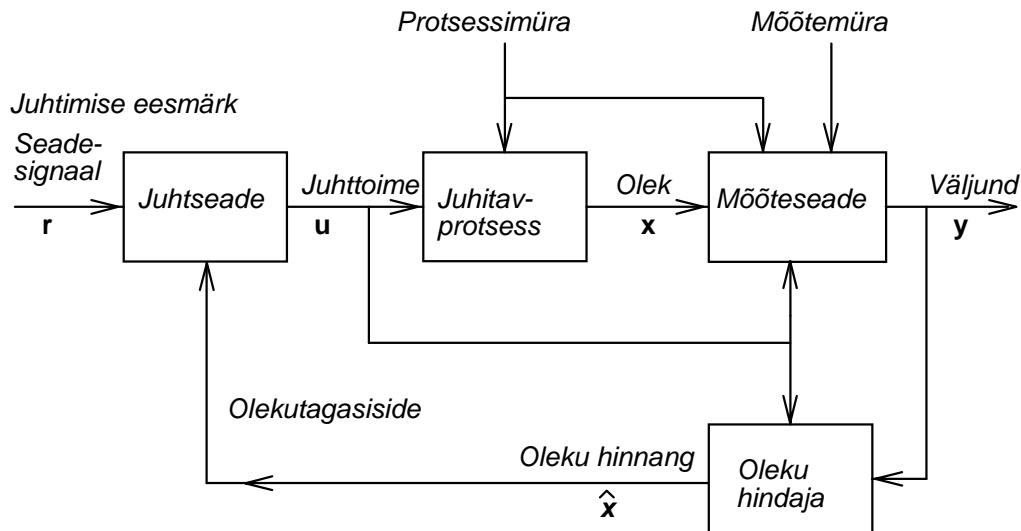 Protsessimüra
Mõõtemüra
Juhtimise eesmärk
Seade-
signaal
r
Juhtseade
Juhttoime
u
Juhitav-
protsess
Olek
x
Mõõteseade
Väljund
y
Olekutagasiside
Oleku hinnang
x̂
Oleku
hindaja